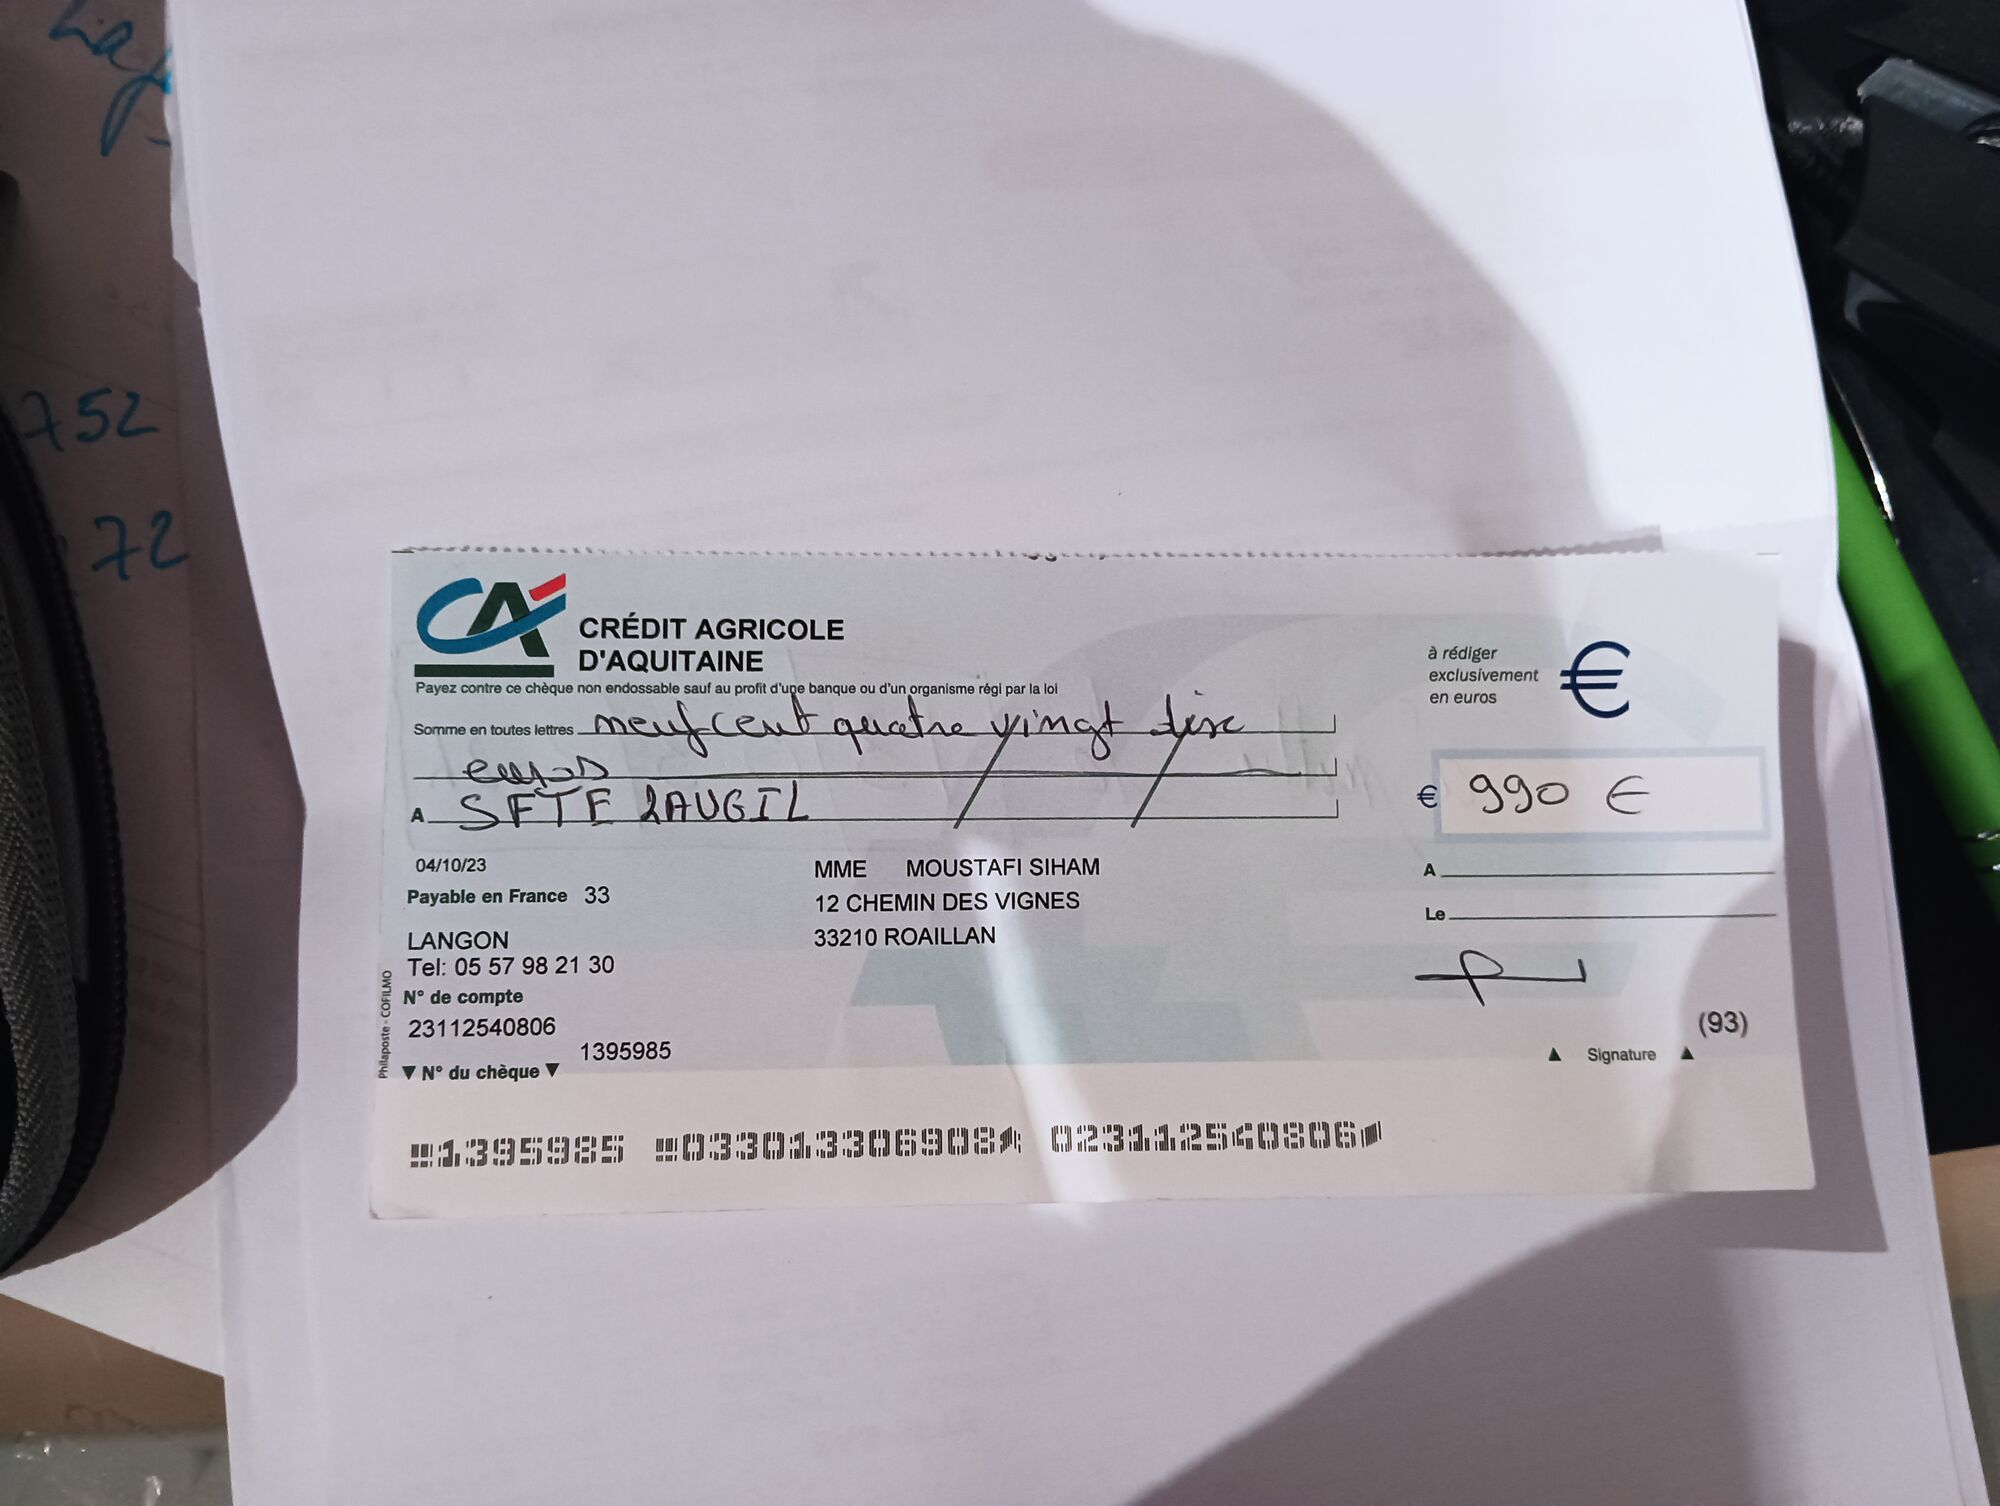 752
72
CA
CRÉDIT AGRICOLE
D'AQUITAINE
Payez contre ce chèque non endossable sauf au profit d'une banque ou d'un organisme régi par la loi
à rédiger
exclusivement
en euros
€
Somme en toutes lettres neufcent quatre vingt disc
euros
€ 990 €
A SFTE LAUGIL
04/10/23
Payable en France 33
LANGON
Tel: 05 57 98 21 30
N° de compte
23112540806
1395985
▼ N° du chèque ▼
Philaposte - COFILMO
MME MOUSTAFI SIHAM
12 CHEMIN DES VIGNES
33210 ROAILLAN
A
Le
(93)
▲ Signature ▲
1395985 033013306908 023112540806